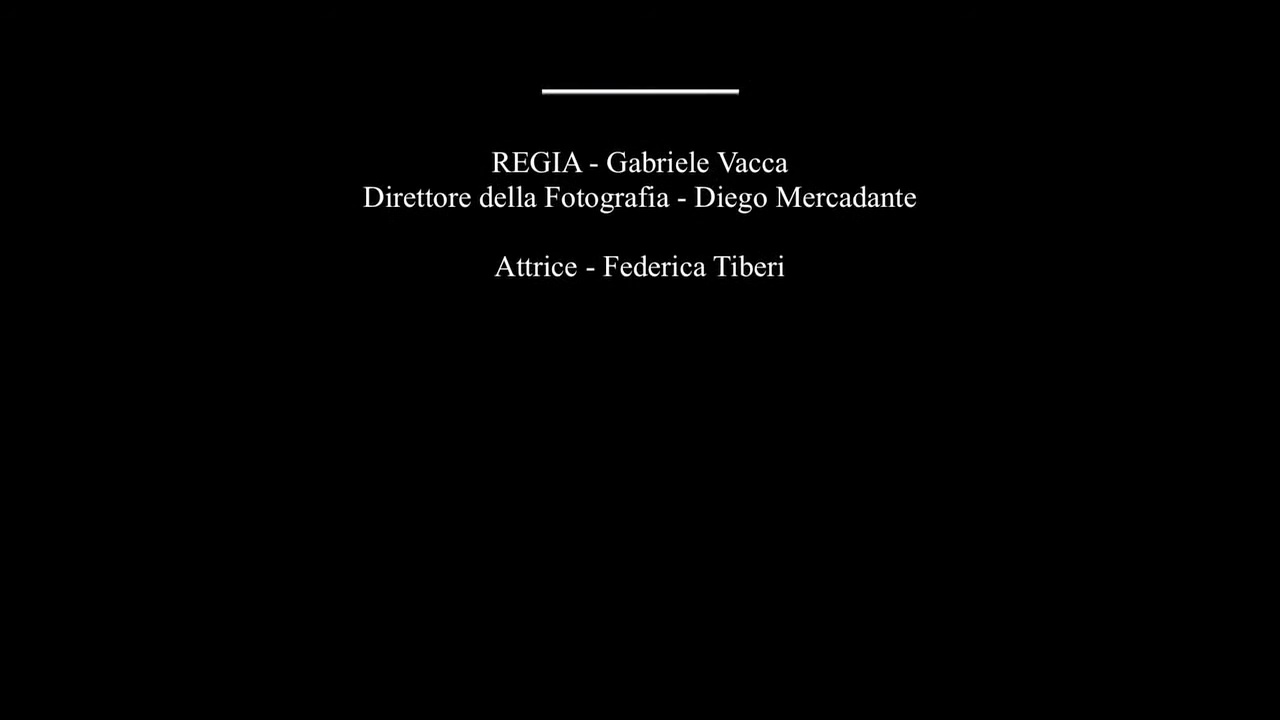 REGIA - Gabriele Vacca
Direttore della Fotografia - Diego Mercadante
Attrice - Federica Tiberi